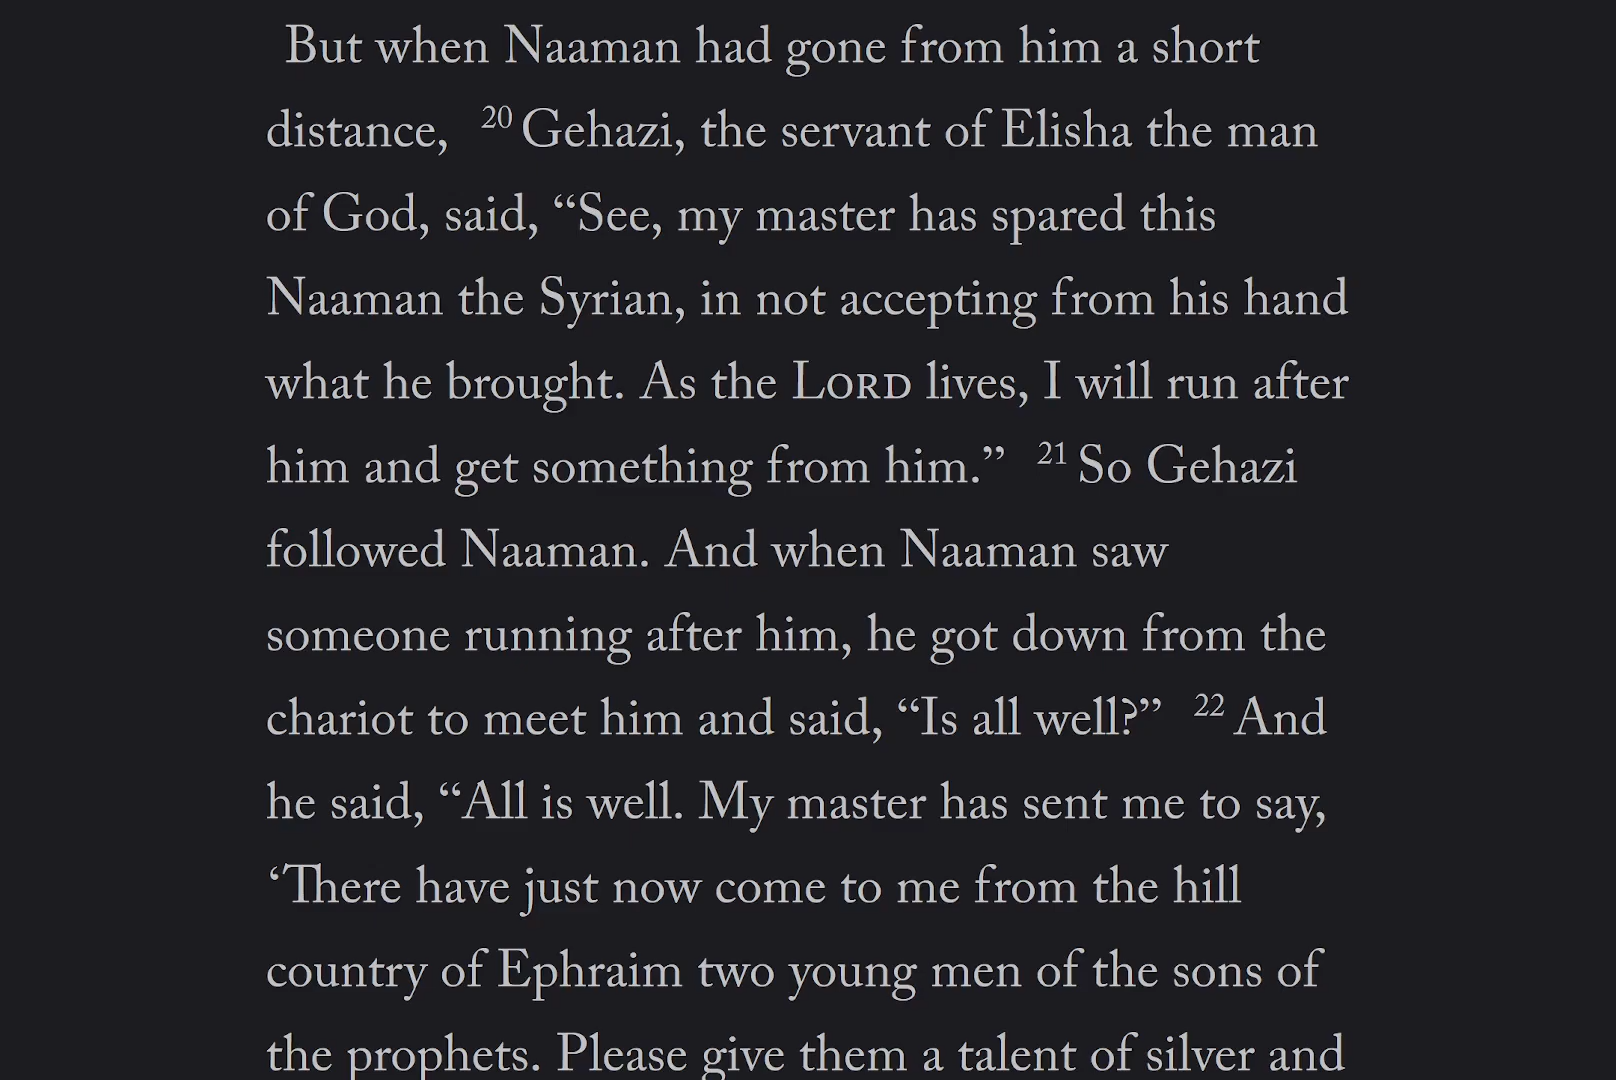 But when Naaman had gone from him a short
distance, 20 Gehazi, the servant of Elisha the man
of God, said, “See, my master has spared this
Naaman the Syrian, in not accepting from his hand
what he brought. As the LORD lives, I will run after
him and get something from him.” 21 So Gehazi
followed Naaman. And when Naaman saw
someone running after him, he got down from the
chariot to meet him and said, “Is all well?” 22 And
he said, “All is well. My master has sent me to say,
‘There have just now come to me from the hill
country of Ephraim two young men of the sons of
the prophets. Please give them a talent of silver and